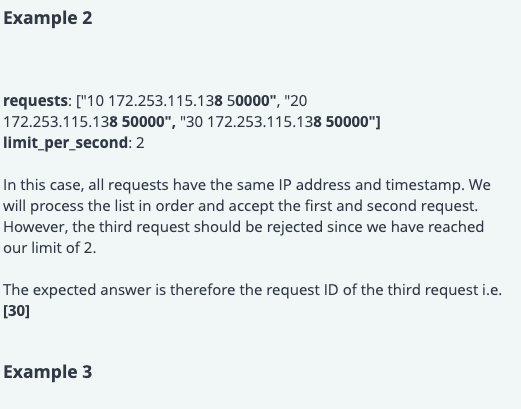 Example 2
requests: ["10 172.253.115.138 50000", "20
172.253.115.138 50000", "30 172.253.115.138 50000"]
limit_per_second: 2
In this case, all requests have the same IP address and timestamp. We
will process the list in order and accept the first and second request.
However, the third request should be rejected since we have reached
our limit of 2.
The expected answer is therefore the request ID of the third request i.e.
[30]
Example 3